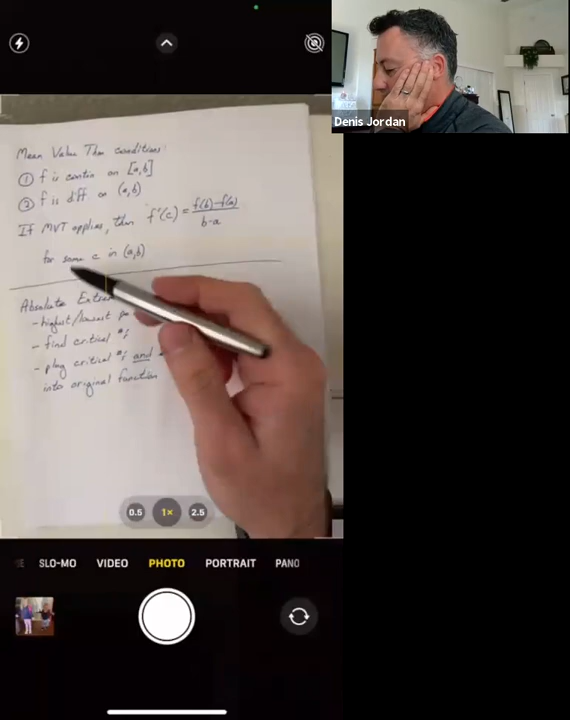 Denis Jordan
Mean Value Thm conditions:
① f is contin on [a,b]
② f is diff on (a,b)
If MVT applies, then f'(c) = f(b)-f(a) / b-a
for some c in (a,b)
Absolute
- highest/lowest
- find critical #s
- plug critical #s and
into original function
0.5 1× 2.5
SLO-MO VIDEO PHOTO PORTRAIT PANO